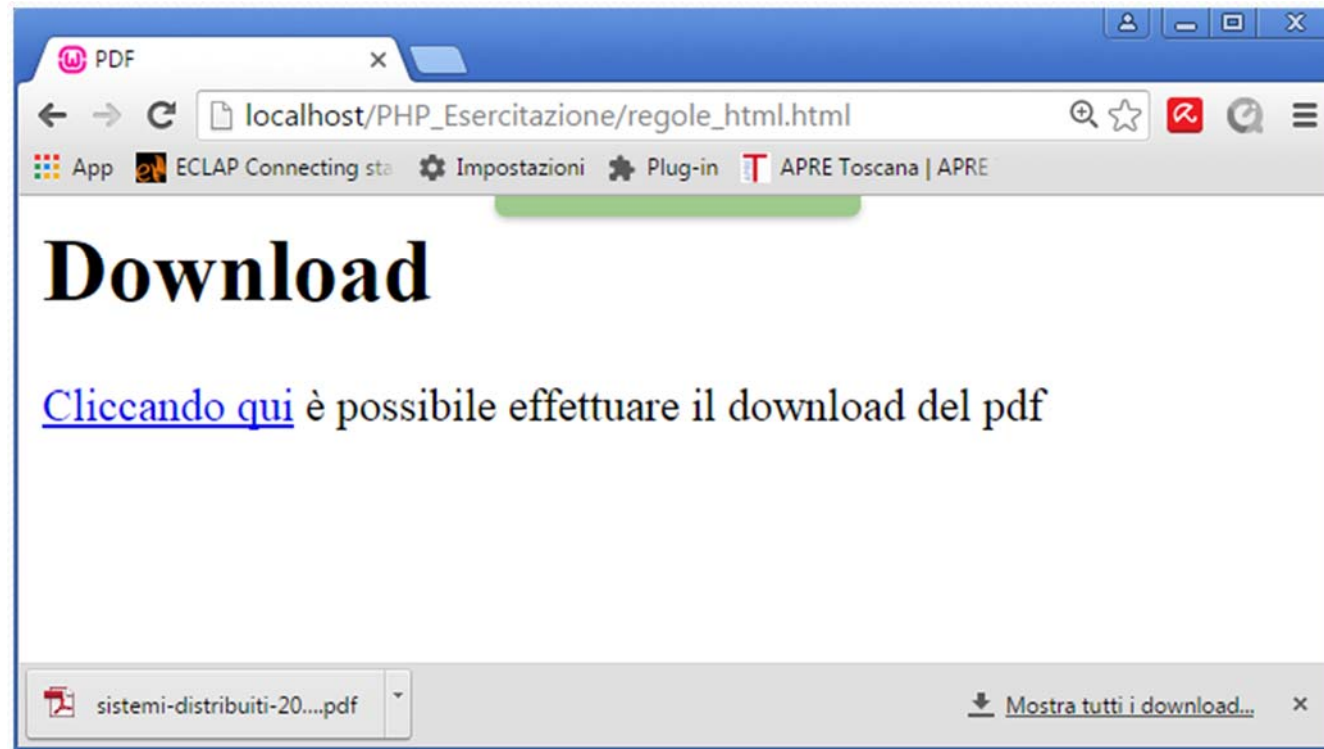 PDF
localhost/PHP_Esercitazione/regole_html.html
App ECLAP Connecting sta Impostazioni Plug-in APRE Toscana | APRE
Download
Cliccando qui è possibile effettuare il download del pdf
sistemi-distribuiti-20....pdf Mostra tutti i download...